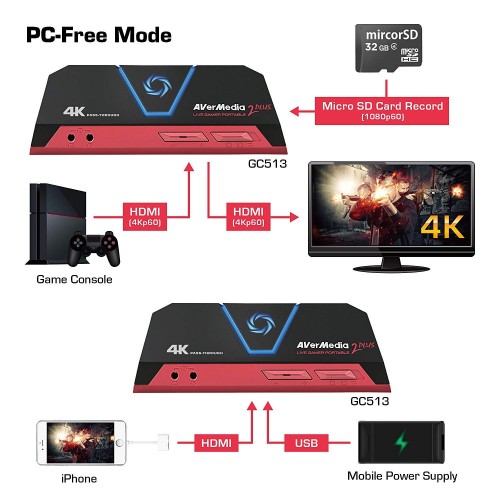 PC-Free Mode
mircorSD
32 GB 4
micro
SD
HC
4K
PASS-THROUGH
AVerMedia
LIVE GAMER PORTABLE 2 PLUS
Micro SD Card Record
(1080p60)
GC513
HDMI
(4Kp60)
HDMI
(4Kp60)
4K
Game Console
4K
PASS-THROUGH
AVerMedia
LIVE GAMER PORTABLE 2 PLUS
GC513
HDMI
USB
iPhone
Mobile Power Supply